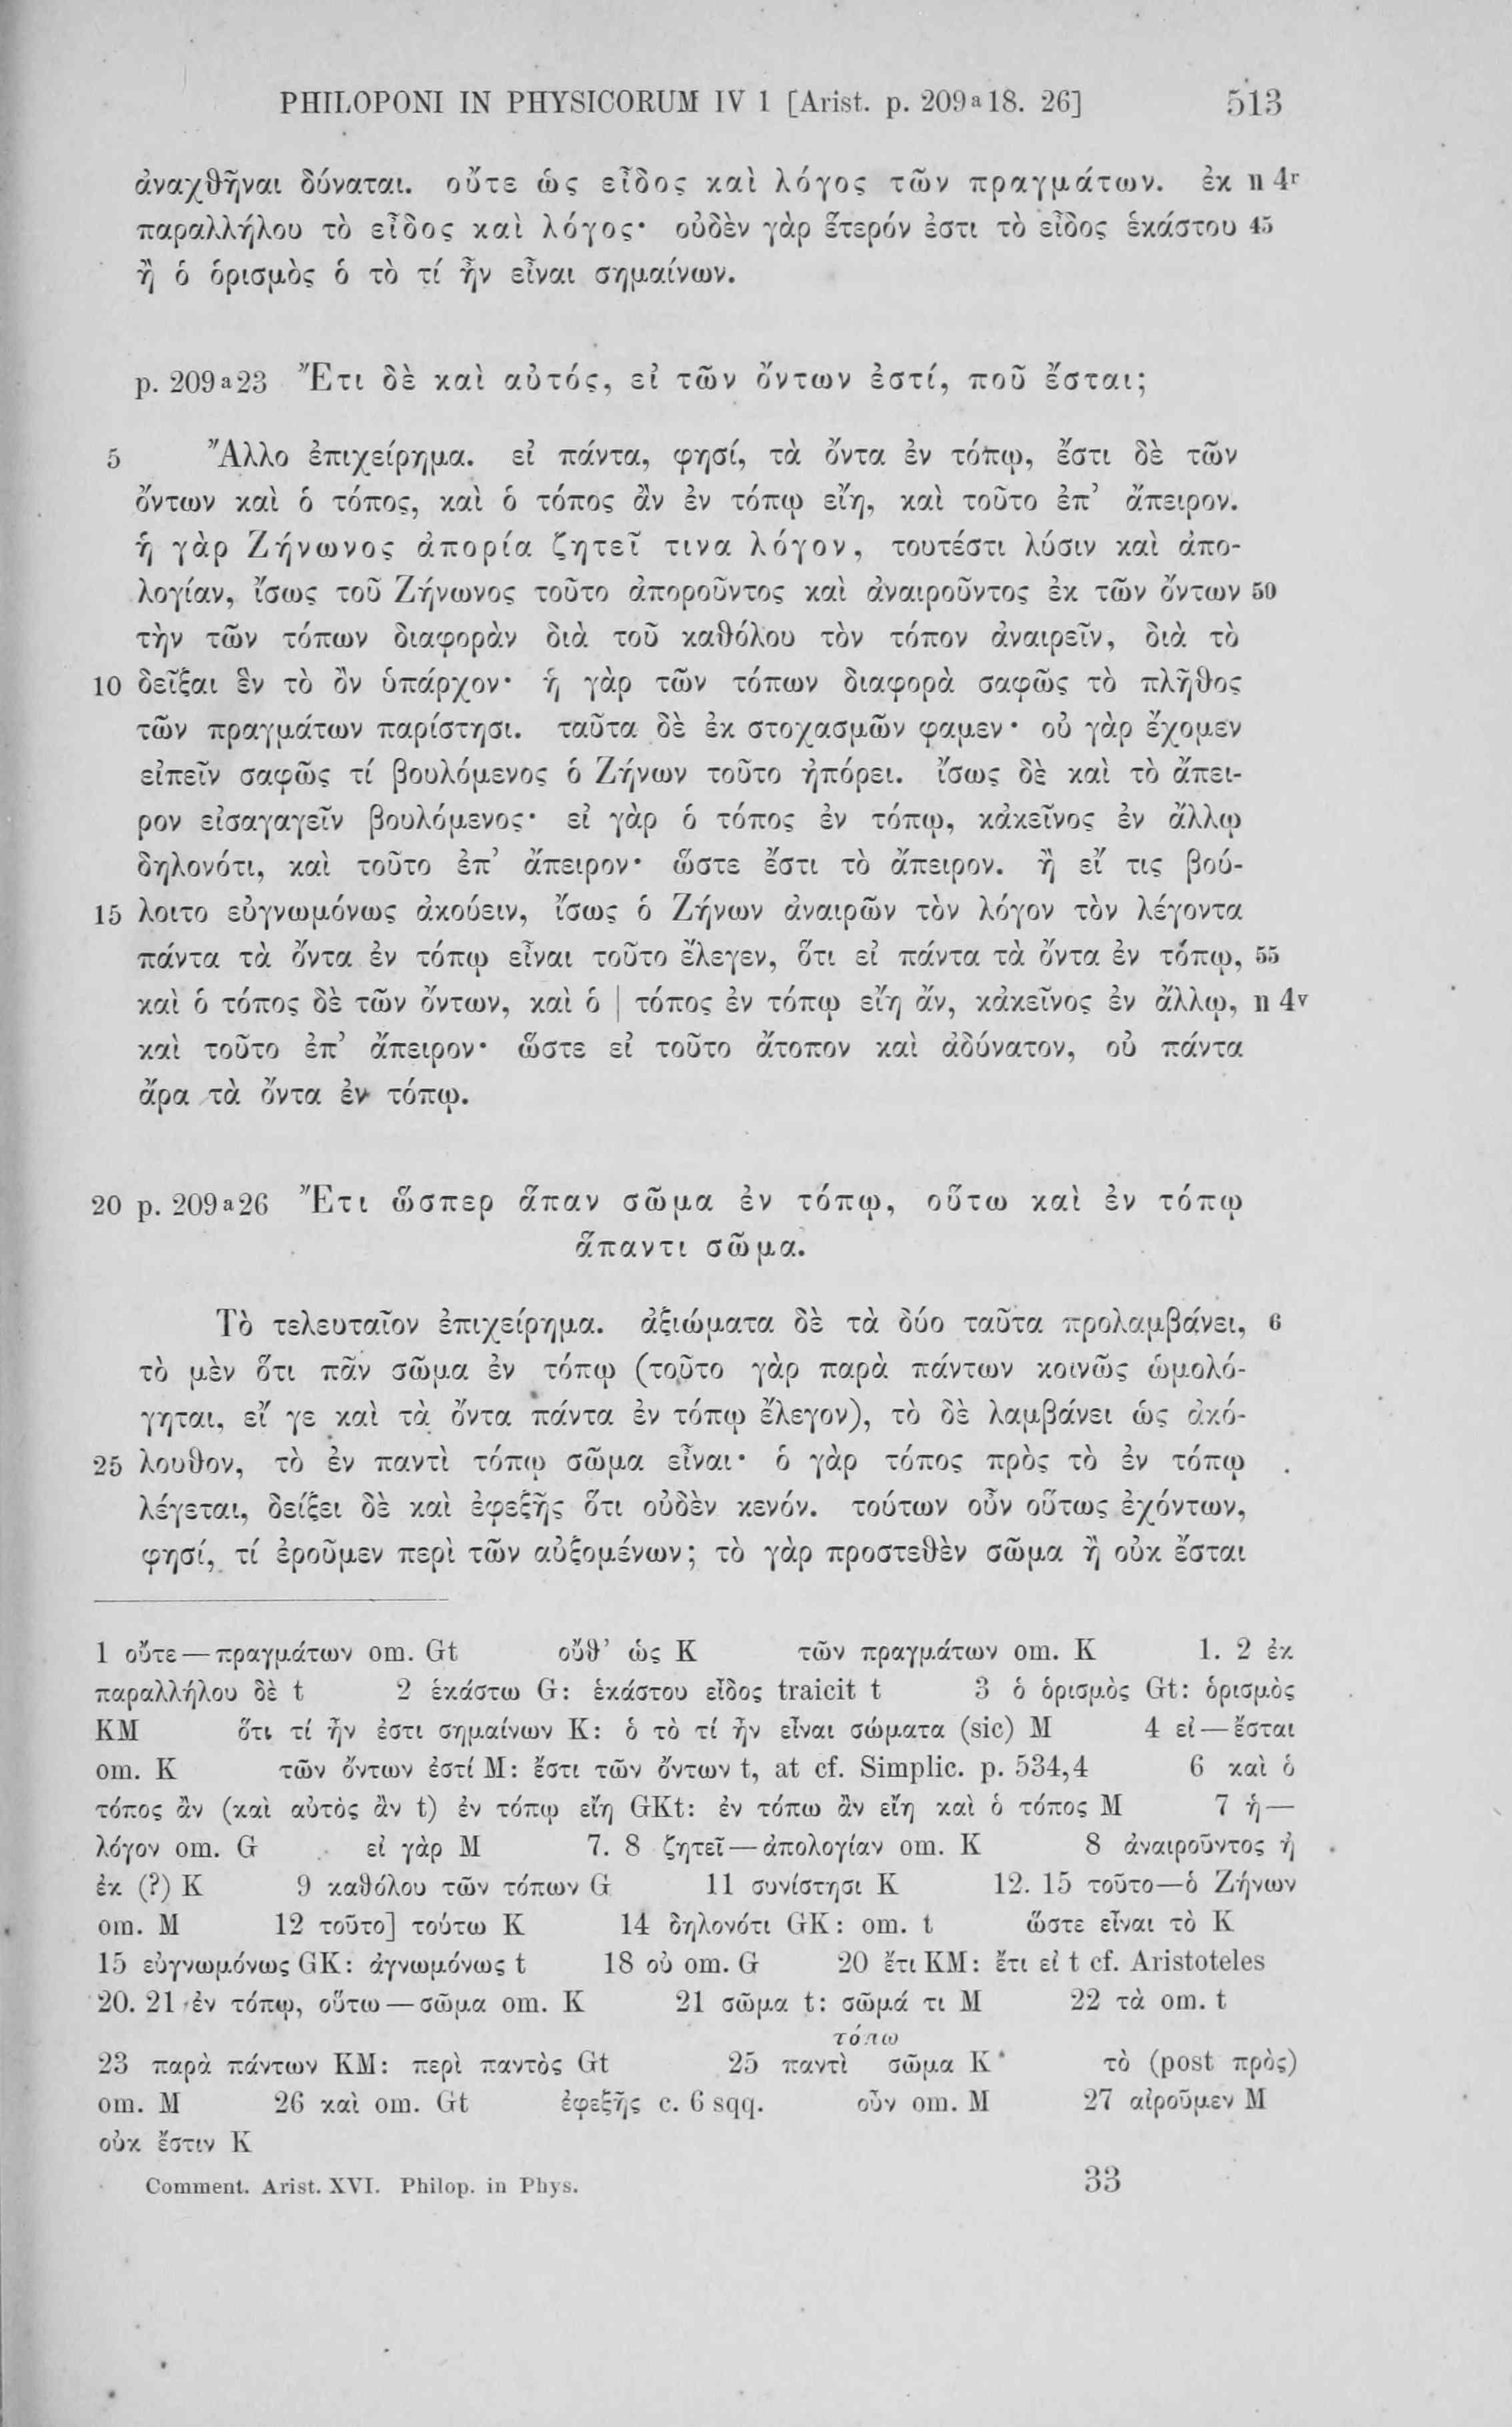 PHILOPONI IN PHYSICORUM IV 1 [Arist. p. 209a18. 26] 513
ἀναχθῆναι δύναται. οὔτε ὡς εἶδος καὶ λόγος τῶν πραγμάτων. ἐκ n 4r
παραλλήλου τὸ εἶδος καὶ λόγος· οὐδὲν γὰρ ἕτερόν ἐστι τὸ εἶδος ἑκάστου 45
ἢ ὁ ὁρισμὸς ὁ τὸ τί ἦν εἶναι σημαίνων.
p. 209a23 Ἔτι δὲ καὶ αὐτός, εἰ τῶν ὄντων ἐστί, ποῦ ἔσται;
5 Ἄλλο ἐπιχείρημα. εἰ πάντα, φησί, τὰ ὄντα ἐν τόπῳ, ἔστι δὲ τῶν
ὄντων καὶ ὁ τόπος, καὶ ὁ τόπος ἂν ἐν τόπῳ εἴη, καὶ τοῦτο ἐπ’ ἄπειρον.
ἡ γὰρ Ζήνωνος ἀπορία ζητεῖ τινα λόγον, τουτέστι λύσιν καὶ ἀπο-
λογίαν, ἴσως τοῦ Ζήνωνος τοῦτο ἀποροῦντος καὶ ἀναιροῦντος ἐκ τῶν ὄντων 50
τὴν τῶν τόπων διαφορὰν διὰ τοῦ καθόλου τὸν τόπον ἀναιρεῖν, διὰ τὸ
10 δεῖξαι ἓν τὸ ὂν ὑπάρχον· ἡ γὰρ τῶν τόπων διαφορὰ σαφῶς τὸ πλῆθος
τῶν πραγμάτων παρίστησι. ταῦτα δὲ ἐκ στοχασμῶν φαμεν· οὐ γὰρ ἔχομεν
εἰπεῖν σαφῶς τί βουλόμενος ὁ Ζήνων τοῦτο ἠπόρει. ἴσως δὲ καὶ τὸ ἄπει-
ρον εἰσαγαγεῖν βουλόμενος· εἰ γὰρ ὁ τόπος ἐν τόπῳ, κἀκεῖνος ἐν ἄλλῳ
δηλονότι, καὶ τοῦτο ἐπ’ ἄπειρον· ὥστε ἔστι τὸ ἄπειρον. ἢ εἴ τις βού-
15 λοιτο εὐγνωμόνως ἀκούειν, ἴσως ὁ Ζήνων ἀναιρῶν τὸν λόγον τὸν λέγοντα
πάντα τὰ ὄντα ἐν τόπῳ εἶναι τοῦτο ἔλεγεν, ὅτι εἰ πάντα τὰ ὄντα ἐν τόπῳ, 55
καὶ ὁ τόπος δὲ τῶν ὄντων, καὶ ὁ | τόπος ἐν τόπῳ εἴη ἄν, κἀκεῖνος ἐν ἄλλῳ, n 4v
καὶ τοῦτο ἐπ’ ἄπειρον· ὥστε εἰ τοῦτο ἄτοπον καὶ ἀδύνατον, οὐ πάντα
ἄρα τὰ ὄντα ἐν τόπῳ.
20 p. 209a26 Ἔτι ὥσπερ ἅπαν σῶμα ἐν τόπῳ, οὕτω καὶ ἐν τόπῳ
ἅπαντι σῶμα.
Τὸ τελευταῖον ἐπιχείρημα. ἀξιώματα δὲ τὰ δύο ταῦτα προλαμβάνει, 6
τὸ μὲν ὅτι πᾶν σῶμα ἐν τόπῳ (τοῦτο γὰρ παρὰ πάντων κοινῶς ὡμολό-
γηται, εἴ γε καὶ τὰ ὄντα πάντα ἐν τόπῳ ἔλεγον), τὸ δὲ λαμβάνει ὡς ἀκό-
25 λουθον, τὸ ἐν παντὶ τόπῳ σῶμα εἶναι· ὁ γὰρ τόπος πρὸς τὸ ἐν τόπῳ
λέγεται, δείξει δὲ καὶ ἐφεξῆς ὅτι οὐδὲν κενόν. τούτων οὖν οὕτως ἐχόντων,
φησί, τί ἐροῦμεν περὶ τῶν αὐξομένων; τὸ γὰρ προστεθὲν σῶμα ἢ οὐκ ἔσται
1 οὔτε—πραγμάτων om. Gt οὔθ’ ὡς K τῶν πραγμάτων om. K 1. 2 ἐκ
παραλλήλου δὲ t 2 ἑκάστω G: ἑκάστου εἶδος traicit t 3 ὁ ὁρισμὸς Gt: ὁρισμὸς
KM ὅτι τί ἦν ἐστι σημαίνων K: ὁ τὸ τί ἦν εἶναι σώματα (sic) M 4 εἰ—ἔσται
om. K τῶν ὄντων ἐστί M: ἔστι τῶν ὄντων t, at cf. Simplic. p. 534,4 6 καὶ ὁ
τόπος ἂν (καὶ αὐτὸς ἂν t) ἐν τόπῳ εἴη GKt: ἐν τόπω ἂν εἴη καὶ ὁ τόπος M 7 ἡ—
λόγον om. G εἰ γὰρ M 7. 8 ζητεῖ—ἀπολογίαν om. K 8 ἀναιροῦντος ἡ
ἐκ (?) K 9 καθόλου τῶν τόπων G 11 συνίστησι K 12. 15 τοῦτο—ὁ Ζήνων
om. M 12 τοῦτο] τούτω K 14 δηλονότι GK: om. t ὥστε εἶναι τὸ K
15 εὐγνωμόνως GK: ἀγνωμόνως t 18 οὐ om. G 20 ἔτι KM: ἔτι εἰ t cf. Aristoteles
20. 21 ἐν τόπῳ, οὕτω—σῶμα om. K 21 σῶμα t: σῶμά τι M 22 τὰ om. t
τόπω
23 παρὰ πάντων KM: περὶ παντὸς Gt 25 παντὶ σῶμα K τὸ (post πρὸς)
om. M 26 καὶ om. Gt ἐφεξῆς c. 6 sqq. οὖν om. M 27 αἱροῦμεν M
οὐκ ἔστιν K
Comment. Arist. XVI. Philop. in Phys. 33